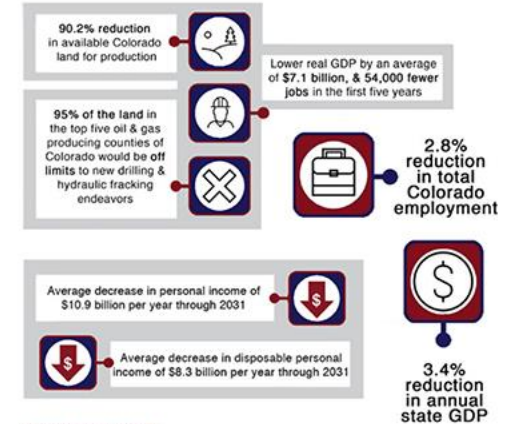 90.2% reduction
in available Colorado
land for production
Lower real GDP by an average
of $7.1 billion, & 54,000 fewer
jobs in the first five years
95% of the land in
the top five oil & gas
producing counties of
Colorado would be off
limits to new drilling &
hydraulic fracking
endeavors
2.8%
reduction
in total
Colorado
employment
Average decrease in personal income of
$10.9 billion per year through 2031
$
$
Average decrease in disposable personal
income of $8.3 billion per year through 2031
$
3.4%
reduction
in annual
state GDP